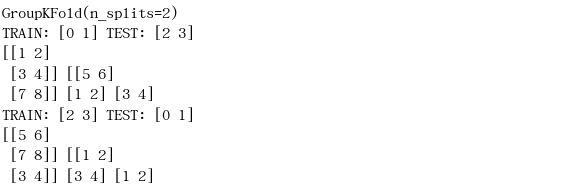 GroupKFold(n_splits=2)
TRAIN: [0 1] TEST: [2 3]
[[1 2]
 [3 4]] [[5 6]
 [7 8]] [1 2] [3 4]
TRAIN: [2 3] TEST: [0 1]
[[5 6]
 [7 8]] [[1 2]
 [3 4]] [3 4] [1 2]